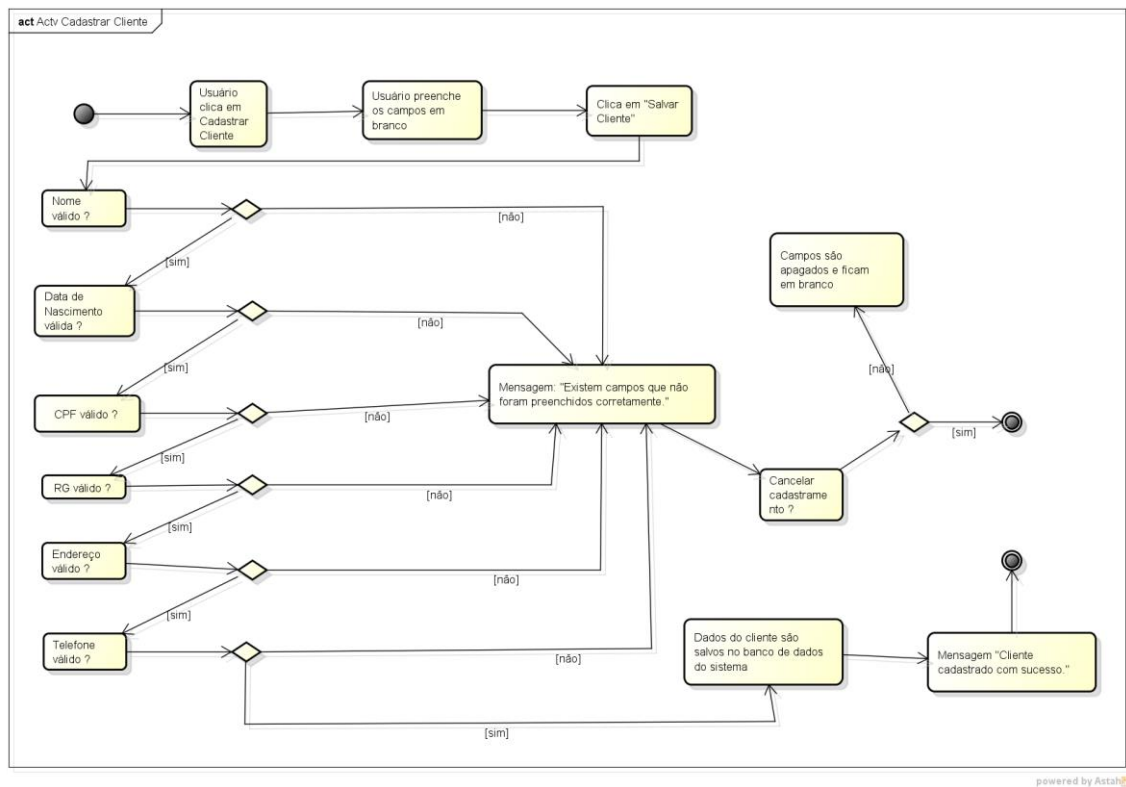 act Actv Cadastrar Cliente
Usuário
clica em
Cadastrar
Cliente
Usuário preenche
os campos em
branco
Clica em "Salvar
Cliente"
Nome
válido ?
[não]
[sim]
Data de
Nascimento
válida ?
[não]
[sim]
CPF válido ?
[não]
[sim]
RG válido ?
[não]
[sim]
Endereço
válido ?
[não]
[sim]
Telefone
válido ?
[não]
[sim]
Mensagem: "Existem campos que não
foram preenchidos corretamente."
Cancelar
cadastrame
nto ?
[não]
[sim]
Campos são
apagados e ficam
em branco
Dados do cliente são
salvos no banco de dados
do sistema
Mensagem "Cliente
cadastrado com sucesso."
powered by Astah